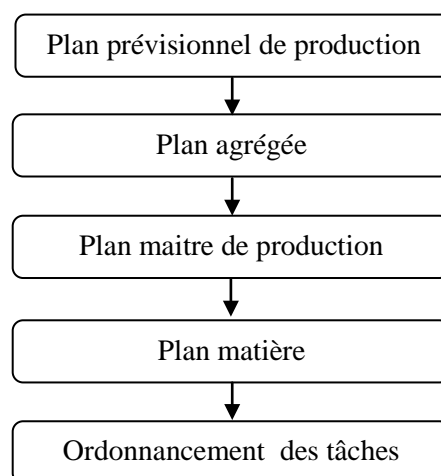 Plan prévisionnel de production
Plan agrégée
Plan maitre de production
Plan matière
Ordonnancement des tâches